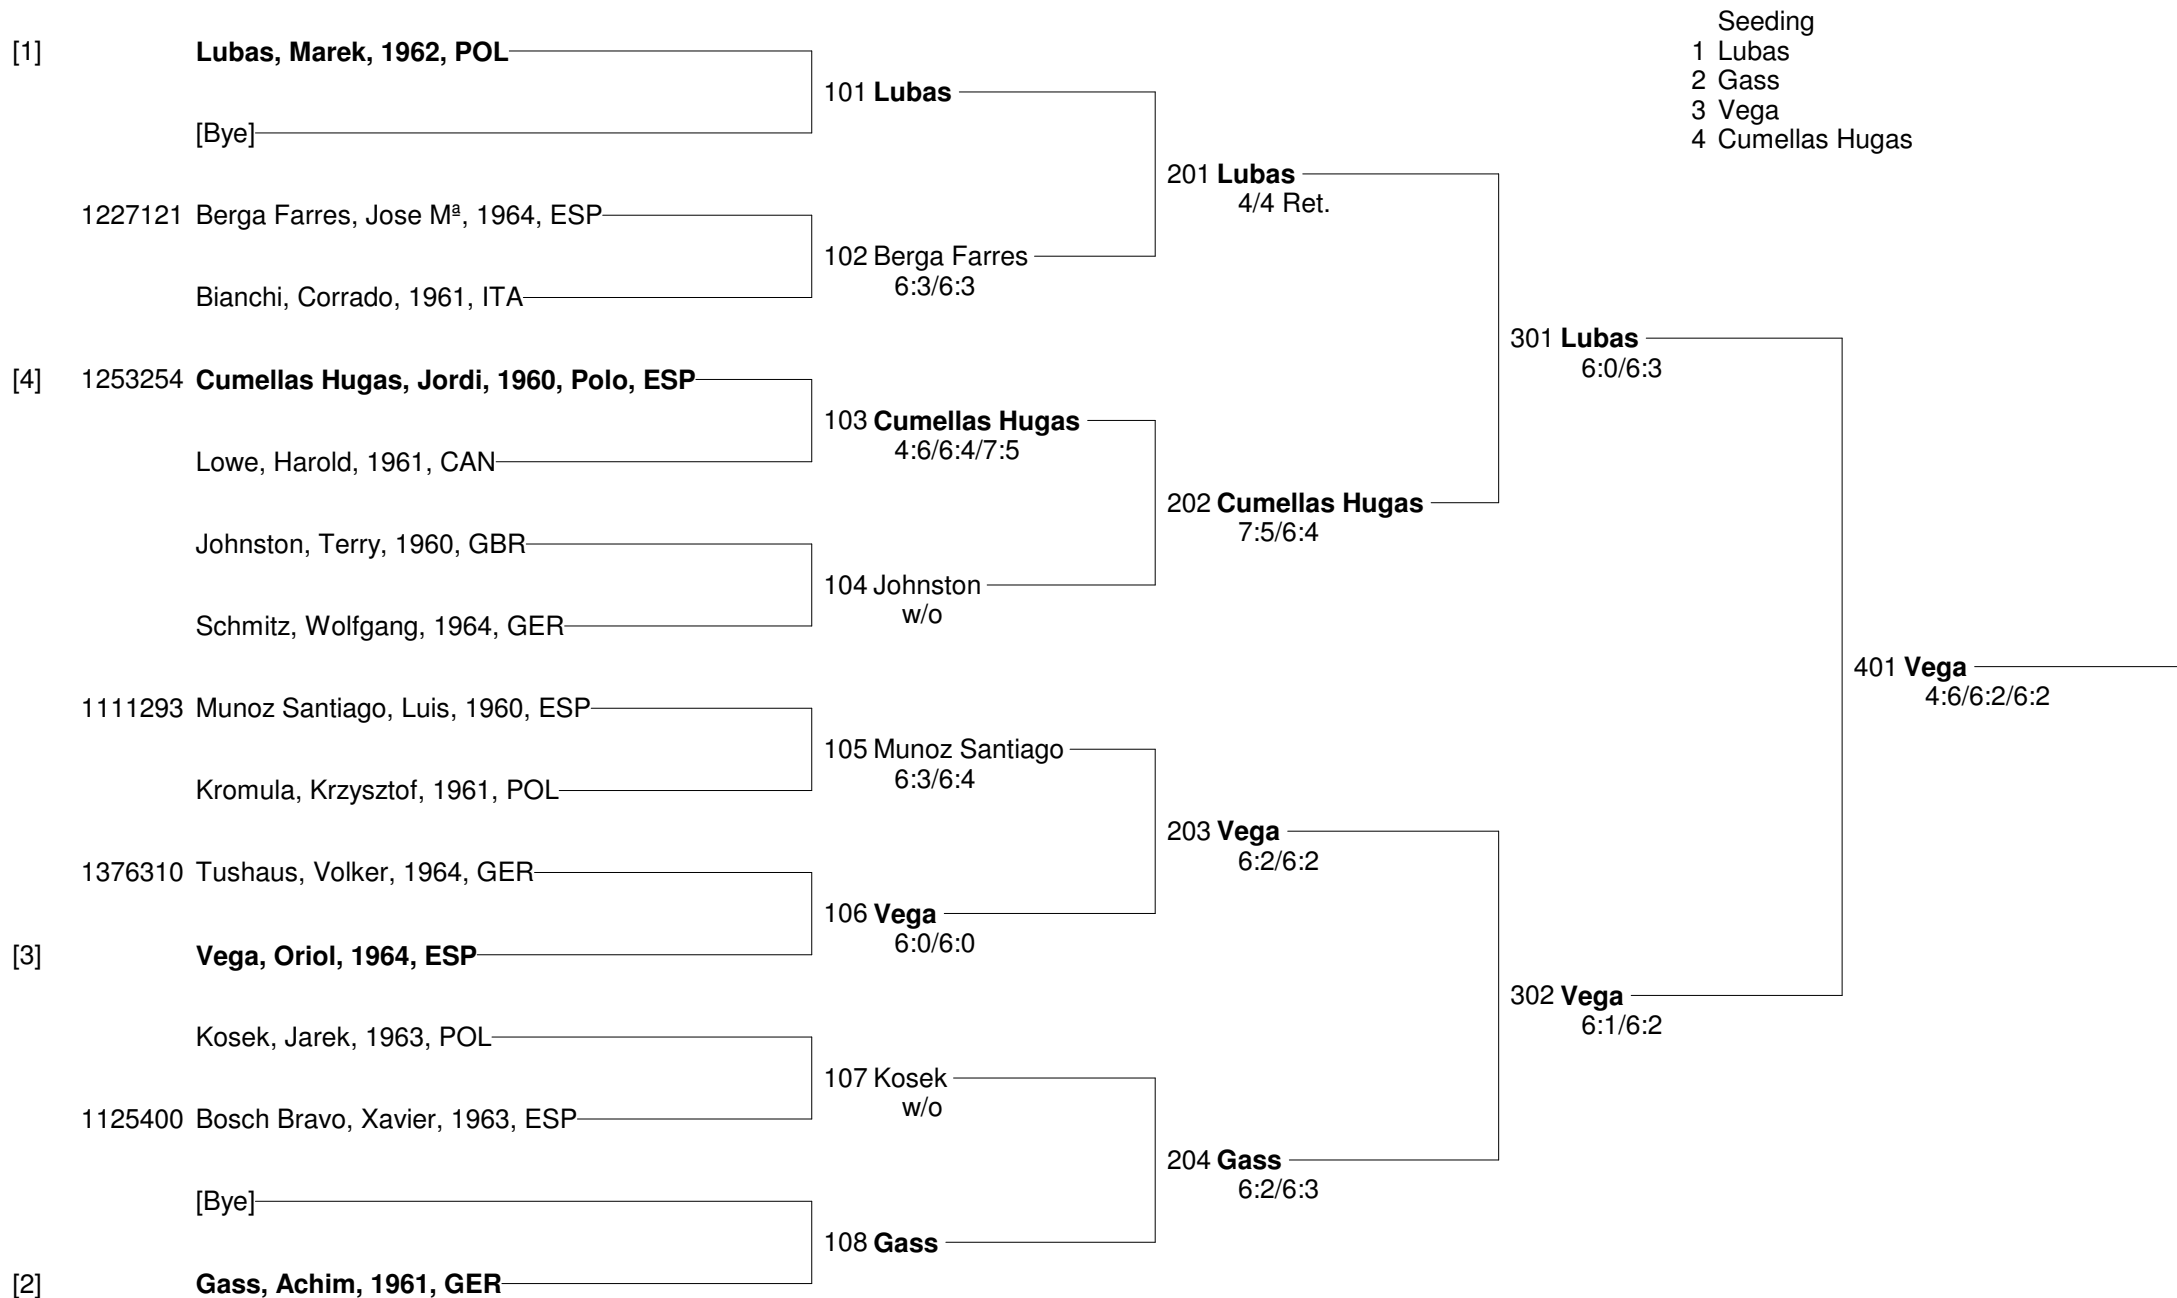 Seeding
1 Lubas
2 Gass
3 Vega
4 Cumellas Hugas
[1] Lubas, Marek, 1962, POL
[Bye]
1227121 Berga Farres, Jose Mª, 1964, ESP
Bianchi, Corrado, 1961, ITA
[4] 1253254 Cumellas Hugas, Jordi, 1960, Polo, ESP
Lowe, Harold, 1961, CAN
Johnston, Terry, 1960, GBR
Schmitz, Wolfgang, 1964, GER
1111293 Munoz Santiago, Luis, 1960, ESP
Kromula, Krzysztof, 1961, POL
1376310 Tushaus, Volker, 1964, GER
[3] Vega, Oriol, 1964, ESP
Kosek, Jarek, 1963, POL
1125400 Bosch Bravo, Xavier, 1963, ESP
[Bye]
[2] Gass, Achim, 1961, GER
101 Lubas
102 Berga Farres
6:3/6:3
103 Cumellas Hugas
4:6/6:4/7:5
104 Johnston
w/o
105 Munoz Santiago
6:3/6:4
106 Vega
6:0/6:0
107 Kosek
w/o
108 Gass
201 Lubas
4/4 Ret.
202 Cumellas Hugas
7:5/6:4
203 Vega
6:2/6:2
204 Gass
6:2/6:3
301 Lubas
6:0/6:3
302 Vega
6:1/6:2
401 Vega
4:6/6:2/6:2